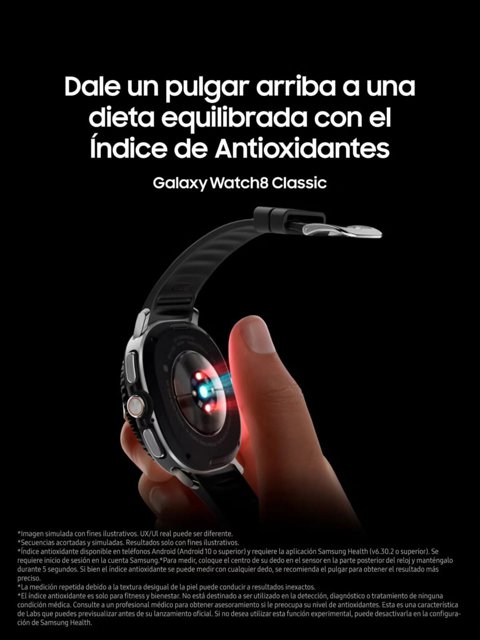 Dale un pulgar arriba a una
dieta equilibrada con el
Índice de Antioxidantes
Galaxy Watch8 Classic
*Imagen simulada con fines ilustrativos. UX/UI real puede ser diferente.
*Secuencias acortadas y simuladas. Resultados solo con fines ilustrativos.
*Índice antioxidante disponible en teléfonos Android (Android 10 o superior) y requiere la aplicación Samsung Health (v6.30.2 o superior). Se
requiere inicio de sesión en la cuenta Samsung.*Para medir, coloque el centro de su dedo en el sensor en la parte posterior del reloj y manténgalo
durante 5 segundos. Si bien el índice antioxidante se puede medir con cualquier dedo, se recomienda el pulgar para obtener el resultado más
preciso.
*La medición repetida debido a la textura desigual de la piel puede conducir a resultados inexactos.
*El índice antioxidante es solo para fitness y bienestar. No está destinado a ser utilizado en la detección, diagnóstico o tratamiento de ninguna
condición médica. Consulte a un profesional médico para obtener asesoramiento si le preocupa su nivel de antioxidantes. Esta es una característica
de Labs que puedes previsualizar antes de su lanzamiento oficial. Si no desea utilizar esta función experimental, puede desactivarla en la configura-
ción de Samsung Health.